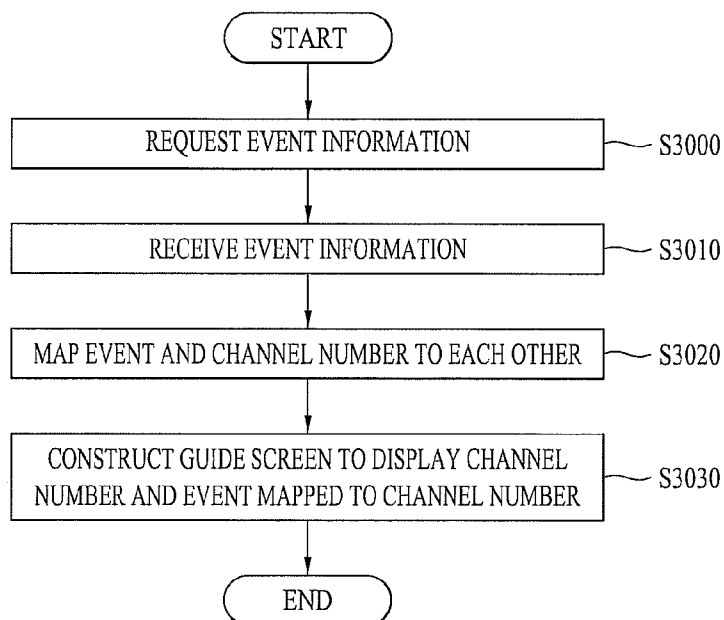 START
REQUEST EVENT INFORMATION
S3000
RECEIVE EVENT INFORMATION
S3010
MAP EVENT AND CHANNEL NUMBER TO EACH OTHER
S3020
CONSTRUCT GUIDE SCREEN TO DISPLAY CHANNEL
NUMBER AND EVENT MAPPED TO CHANNEL NUMBER
S3030
END